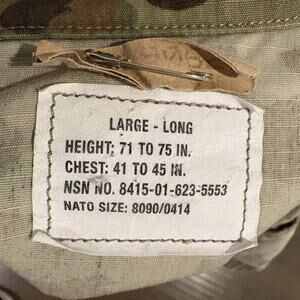 LARGE - LONG
HEIGHT: 71 TO 75 IN.
CHEST: 41 TO 45 IN.
NSN NO. 8415-01-623-5553
NATO SIZE: 8090/0414